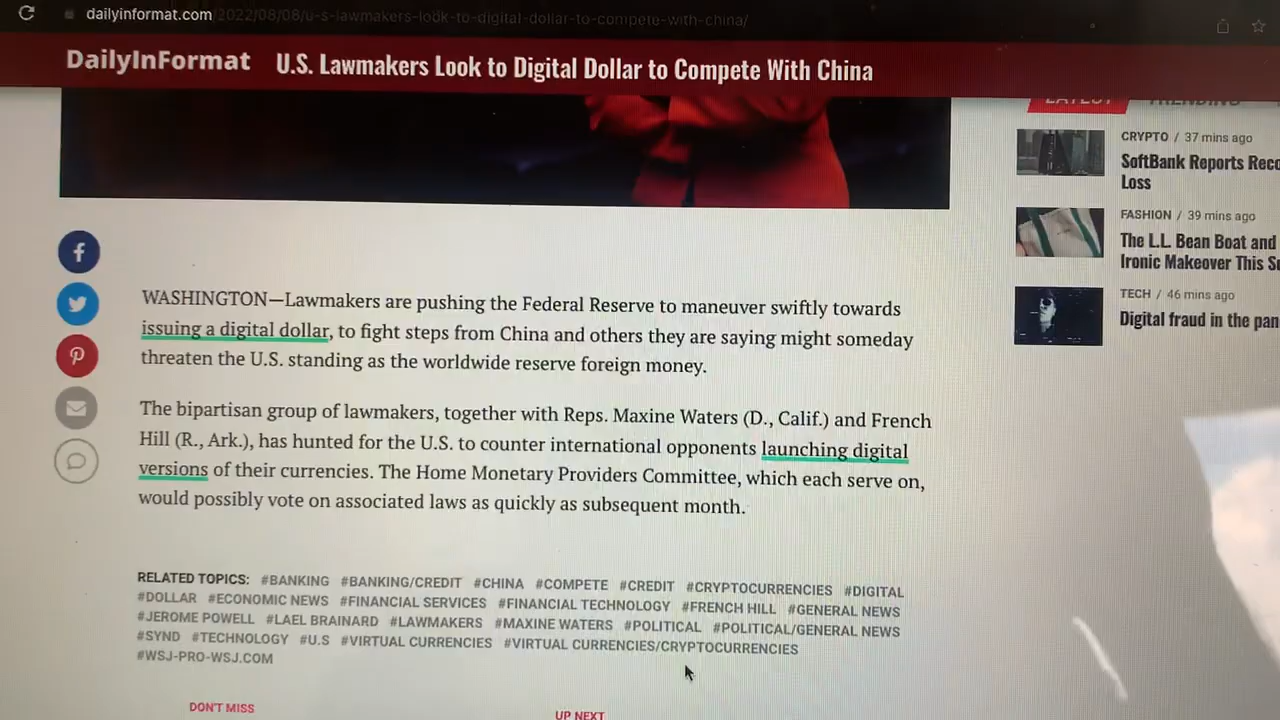 dailyinformat.com/2022/08/08/u-s-lawmakers-look-to-digital-dollar-to-compete-with-china/
DailyInFormat U.S. Lawmakers Look to Digital Dollar to Compete With China
LATEST TRENDING
CRYPTO / 37 mins ago
SoftBank Reports Reco
Loss
FASHION / 39 mins ago
The L.L. Bean Boat and
Ironic Makeover This Su
TECH / 46 mins ago
Digital fraud in the pan
WASHINGTON—Lawmakers are pushing the Federal Reserve to maneuver swiftly towards
issuing a digital dollar, to fight steps from China and others they are saying might someday
threaten the U.S. standing as the worldwide reserve foreign money.
The bipartisan group of lawmakers, together with Reps. Maxine Waters (D., Calif.) and French
Hill (R., Ark.), has hunted for the U.S. to counter international opponents launching digital
versions of their currencies. The Home Monetary Providers Committee, which each serve on,
would possibly vote on associated laws as quickly as subsequent month.
RELATED TOPICS: #BANKING #BANKING/CREDIT #CHINA #COMPETE #CREDIT #CRYPTOCURRENCIES #DIGITAL
#DOLLAR #ECONOMIC NEWS #FINANCIAL SERVICES #FINANCIAL TECHNOLOGY #FRENCH HILL #GENERAL NEWS
#JEROME POWELL #LAEL BRAINARD #LAWMAKERS #MAXINE WATERS #POLITICAL #POLITICAL/GENERAL NEWS
#SYND #TECHNOLOGY #U.S #VIRTUAL CURRENCIES #VIRTUAL CURRENCIES/CRYPTOCURRENCIES
#WSJ-PRO-WSJ.COM
DON'T MISS
UP NEXT